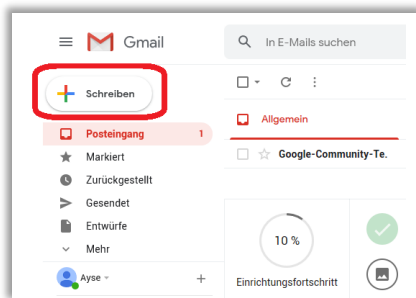 Gmail
In E-Mails suchen
Schreiben
Posteingang 1
Allgemein
Markiert
Google-Community-Te.
Zurückgestellt
Gesendet
Entwürfe
Mehr
10 %
Ayse
Einrichtungsfortschritt